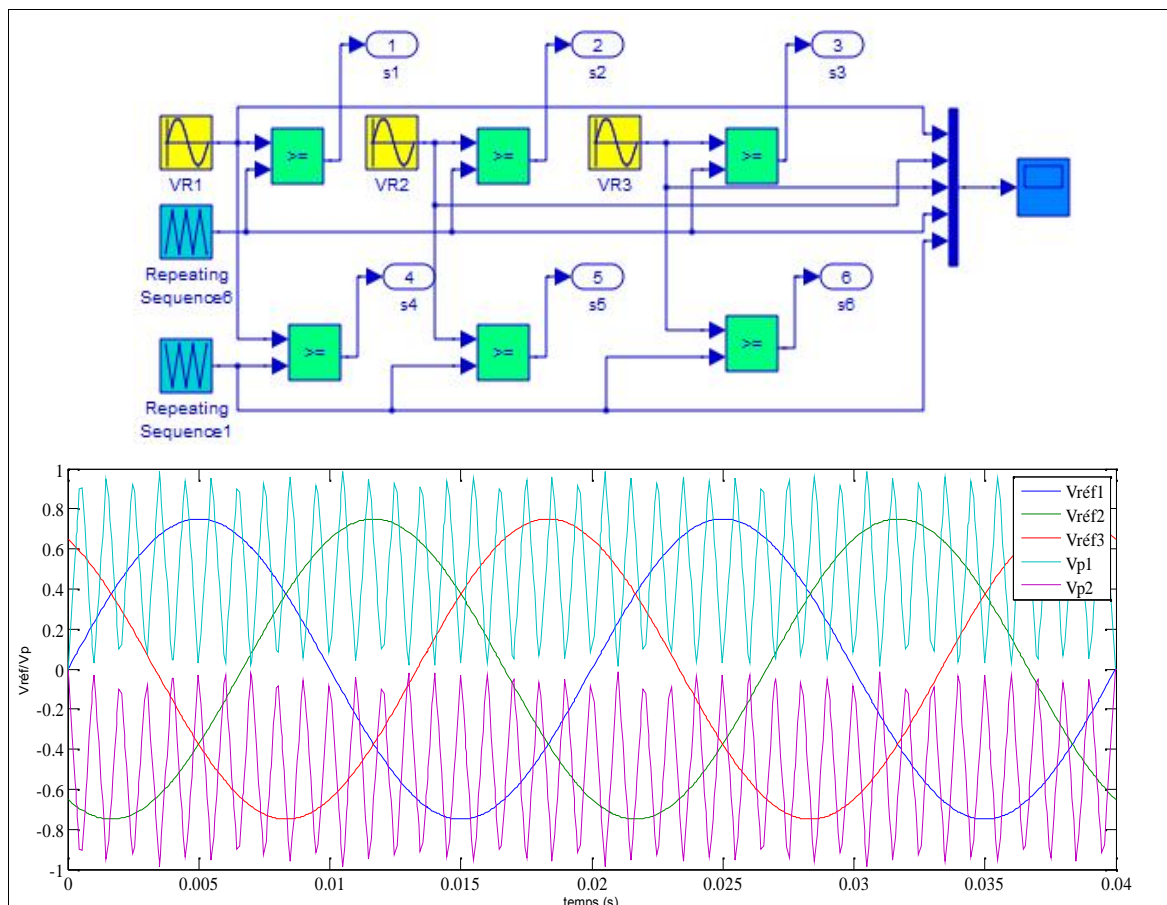 1
s1
2
s2
3
s3
>=
>=
>=
VR1
VR2
VR3
Repeating
Sequence6
4
s4
5
s5
6
s6
>=
>=
>=
Repeating
Sequence1
1
0.8
0.6
0.4
0.2
0
-0.2
-0.4
-0.6
-0.8
-1
Vréf/Vp
Vréf1
Vréf2
Vréf3
Vp1
Vp2
0
0.005
0.01
0.015
0.02
0.025
0.03
0.035
0.04
temps (s)